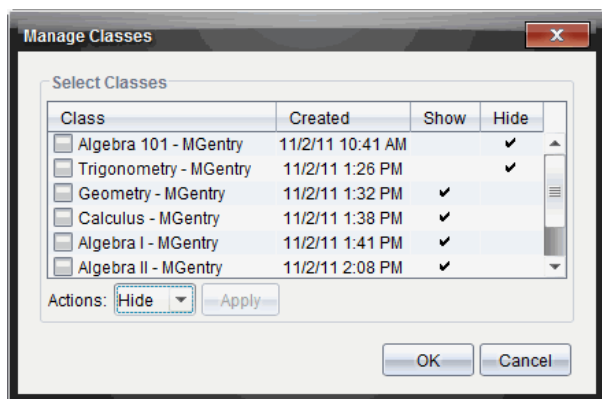 Manage Classes
Select Classes
Class Created Show Hide
Algebra 101 - MGentry 11/2/11 10:41 AM
Trigonometry - MGentry 11/2/11 1:26 PM
Geometry - MGentry 11/2/11 1:32 PM
Calculus - MGentry 11/2/11 1:38 PM
Algebra I - MGentry 11/2/11 1:41 PM
Algebra II - MGentry 11/2/11 2:08 PM
Actions: Hide Apply
OK Cancel